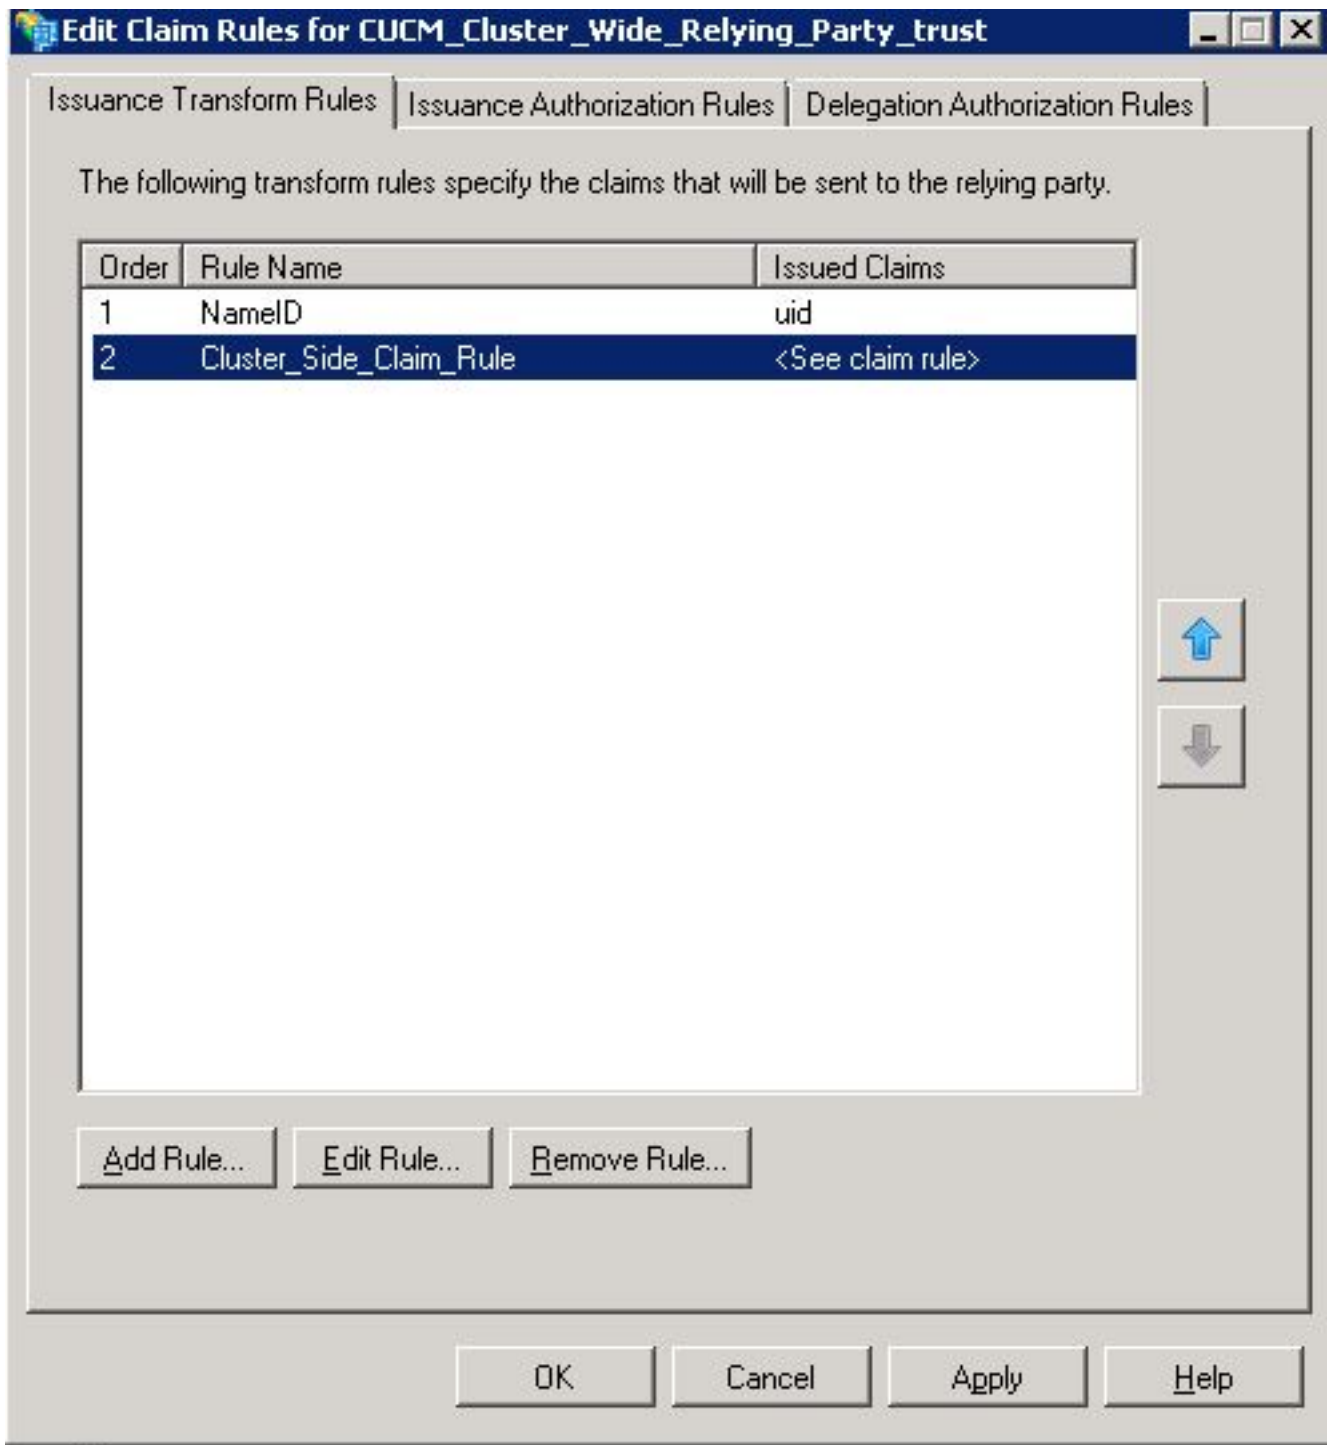 Edit Claim Rules for CUCM_Cluster_Wide_Relying_Party_trust
Issuance Transform Rules Issuance Authorization Rules Delegation Authorization Rules
The following transform rules specify the claims that will be sent to the relying party.
Order Rule Name Issued Claims
1 NameID uid
2 Cluster_Side_Claim_Rule <See claim rule>
Add Rule... Edit Rule... Remove Rule...
OK Cancel Apply Help